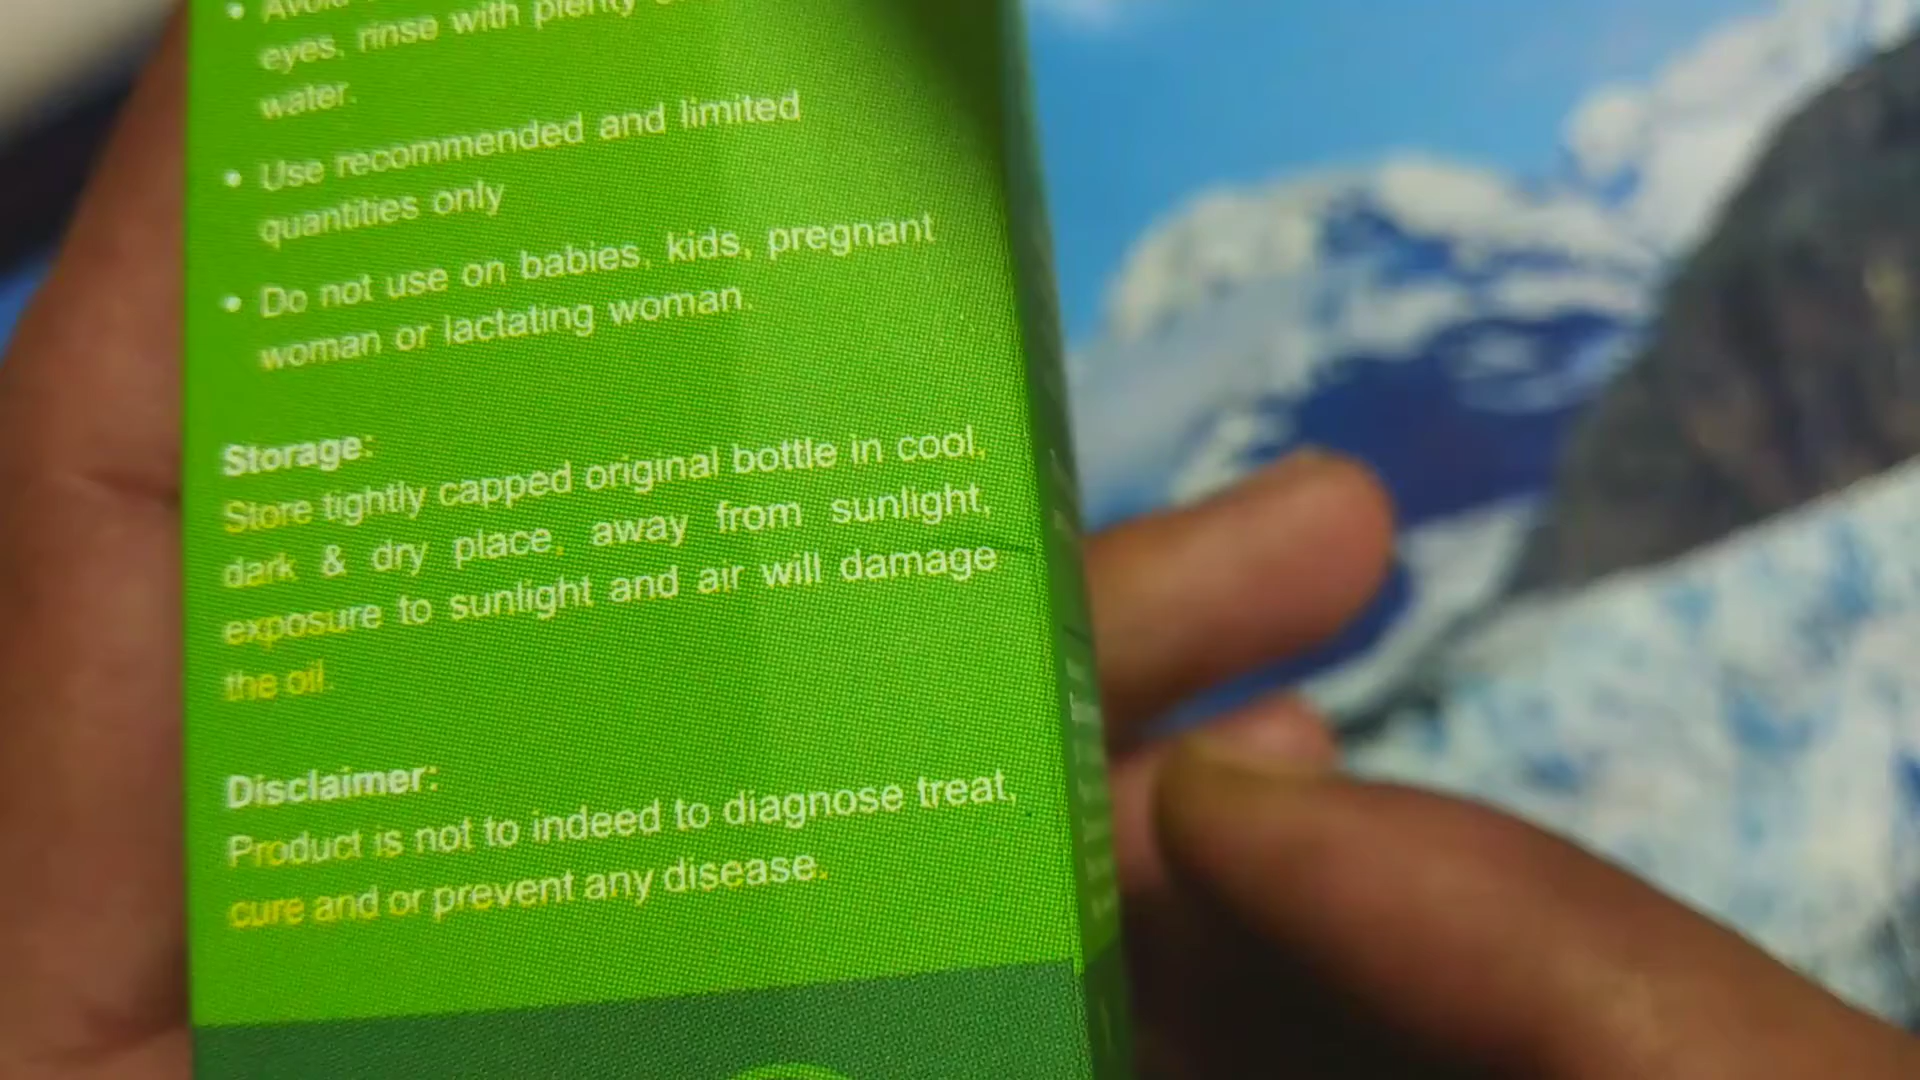 • Avoid
eyes, rinse with plenty
water.
• Use recommended and limited
quantities only
• Do not use on babies, kids, pregnant
woman or lactating woman.
Storage:
Store tightly capped original bottle in cool,
dark & dry place, away from sunlight,
exposure to sunlight and air will damage
the oil.
Disclaimer:
Product is not to indeed to diagnose treat,
cure and or prevent any disease.